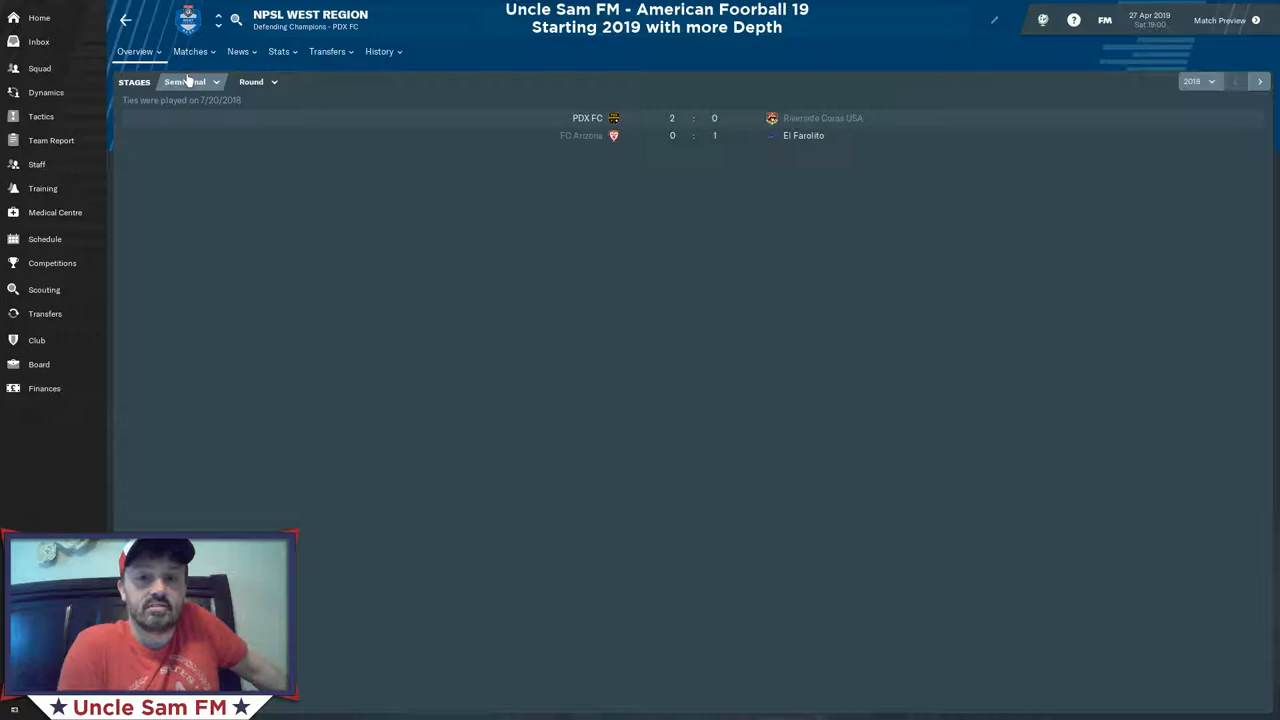 Home
Inbox
Squad
Dynamics
Tactics
Team Report
Staff
Training
Medical Centre
Schedule
Competitions
Scouting
Transfers
Club
Board
Finances
NPSL WEST REGION
Defending Champions - PDX FC
Uncle Sam FM - American Foorball 19
Starting 2019 with more Depth
FM
27 Apr 2019
Sat 19:00
Match Preview
Overview
Matches
News
Stats
Transfers
History
STAGES
Round
2018
Ties were played on 7/20/2018
PDX FC 2 : 0 Riverside Coras USA
FC Arizona 0 : 1 El Farolito
Uncle Sam FM